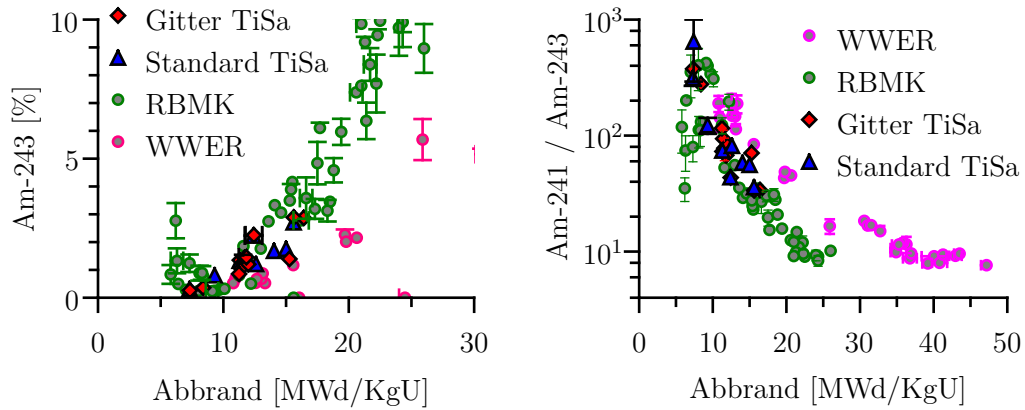 Am-243 [%]
10
5
0
0
10
20
30
Abbrand [MWd/KgU]
Gitter TiSa
Standard TiSa
RBMK
WWER
Am-241 / Am-243
10³
10²
10¹
0
10
20
30
40
50
Abbrand [MWd/KgU]
WWER
RBMK
Gitter TiSa
Standard TiSa